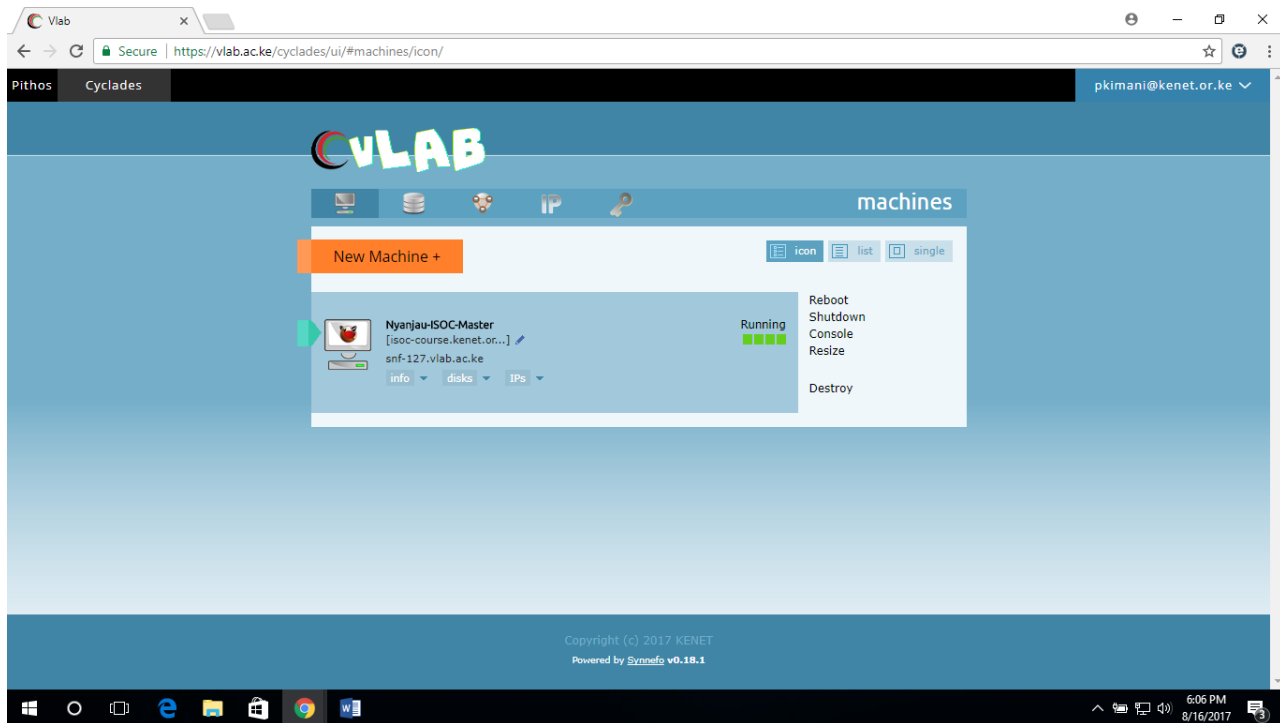 Vlab
Secure | https://vlab.ac.ke/cyclades/ui/#machines/icon/
Pithos Cyclades pkimani@kenet.or.ke
vLAB
IP machines
New Machine + icon list single
Nyanjau-ISOC-Master Running Reboot
[isoc-course.kenet.or...] Shutdown
snf-127.vlab.ac.ke Console
info disks IPs Resize
Destroy
Copyright (c) 2017 KENET
Powered by Synnefo v0.18.1
6:06 PM
8/16/2017
3